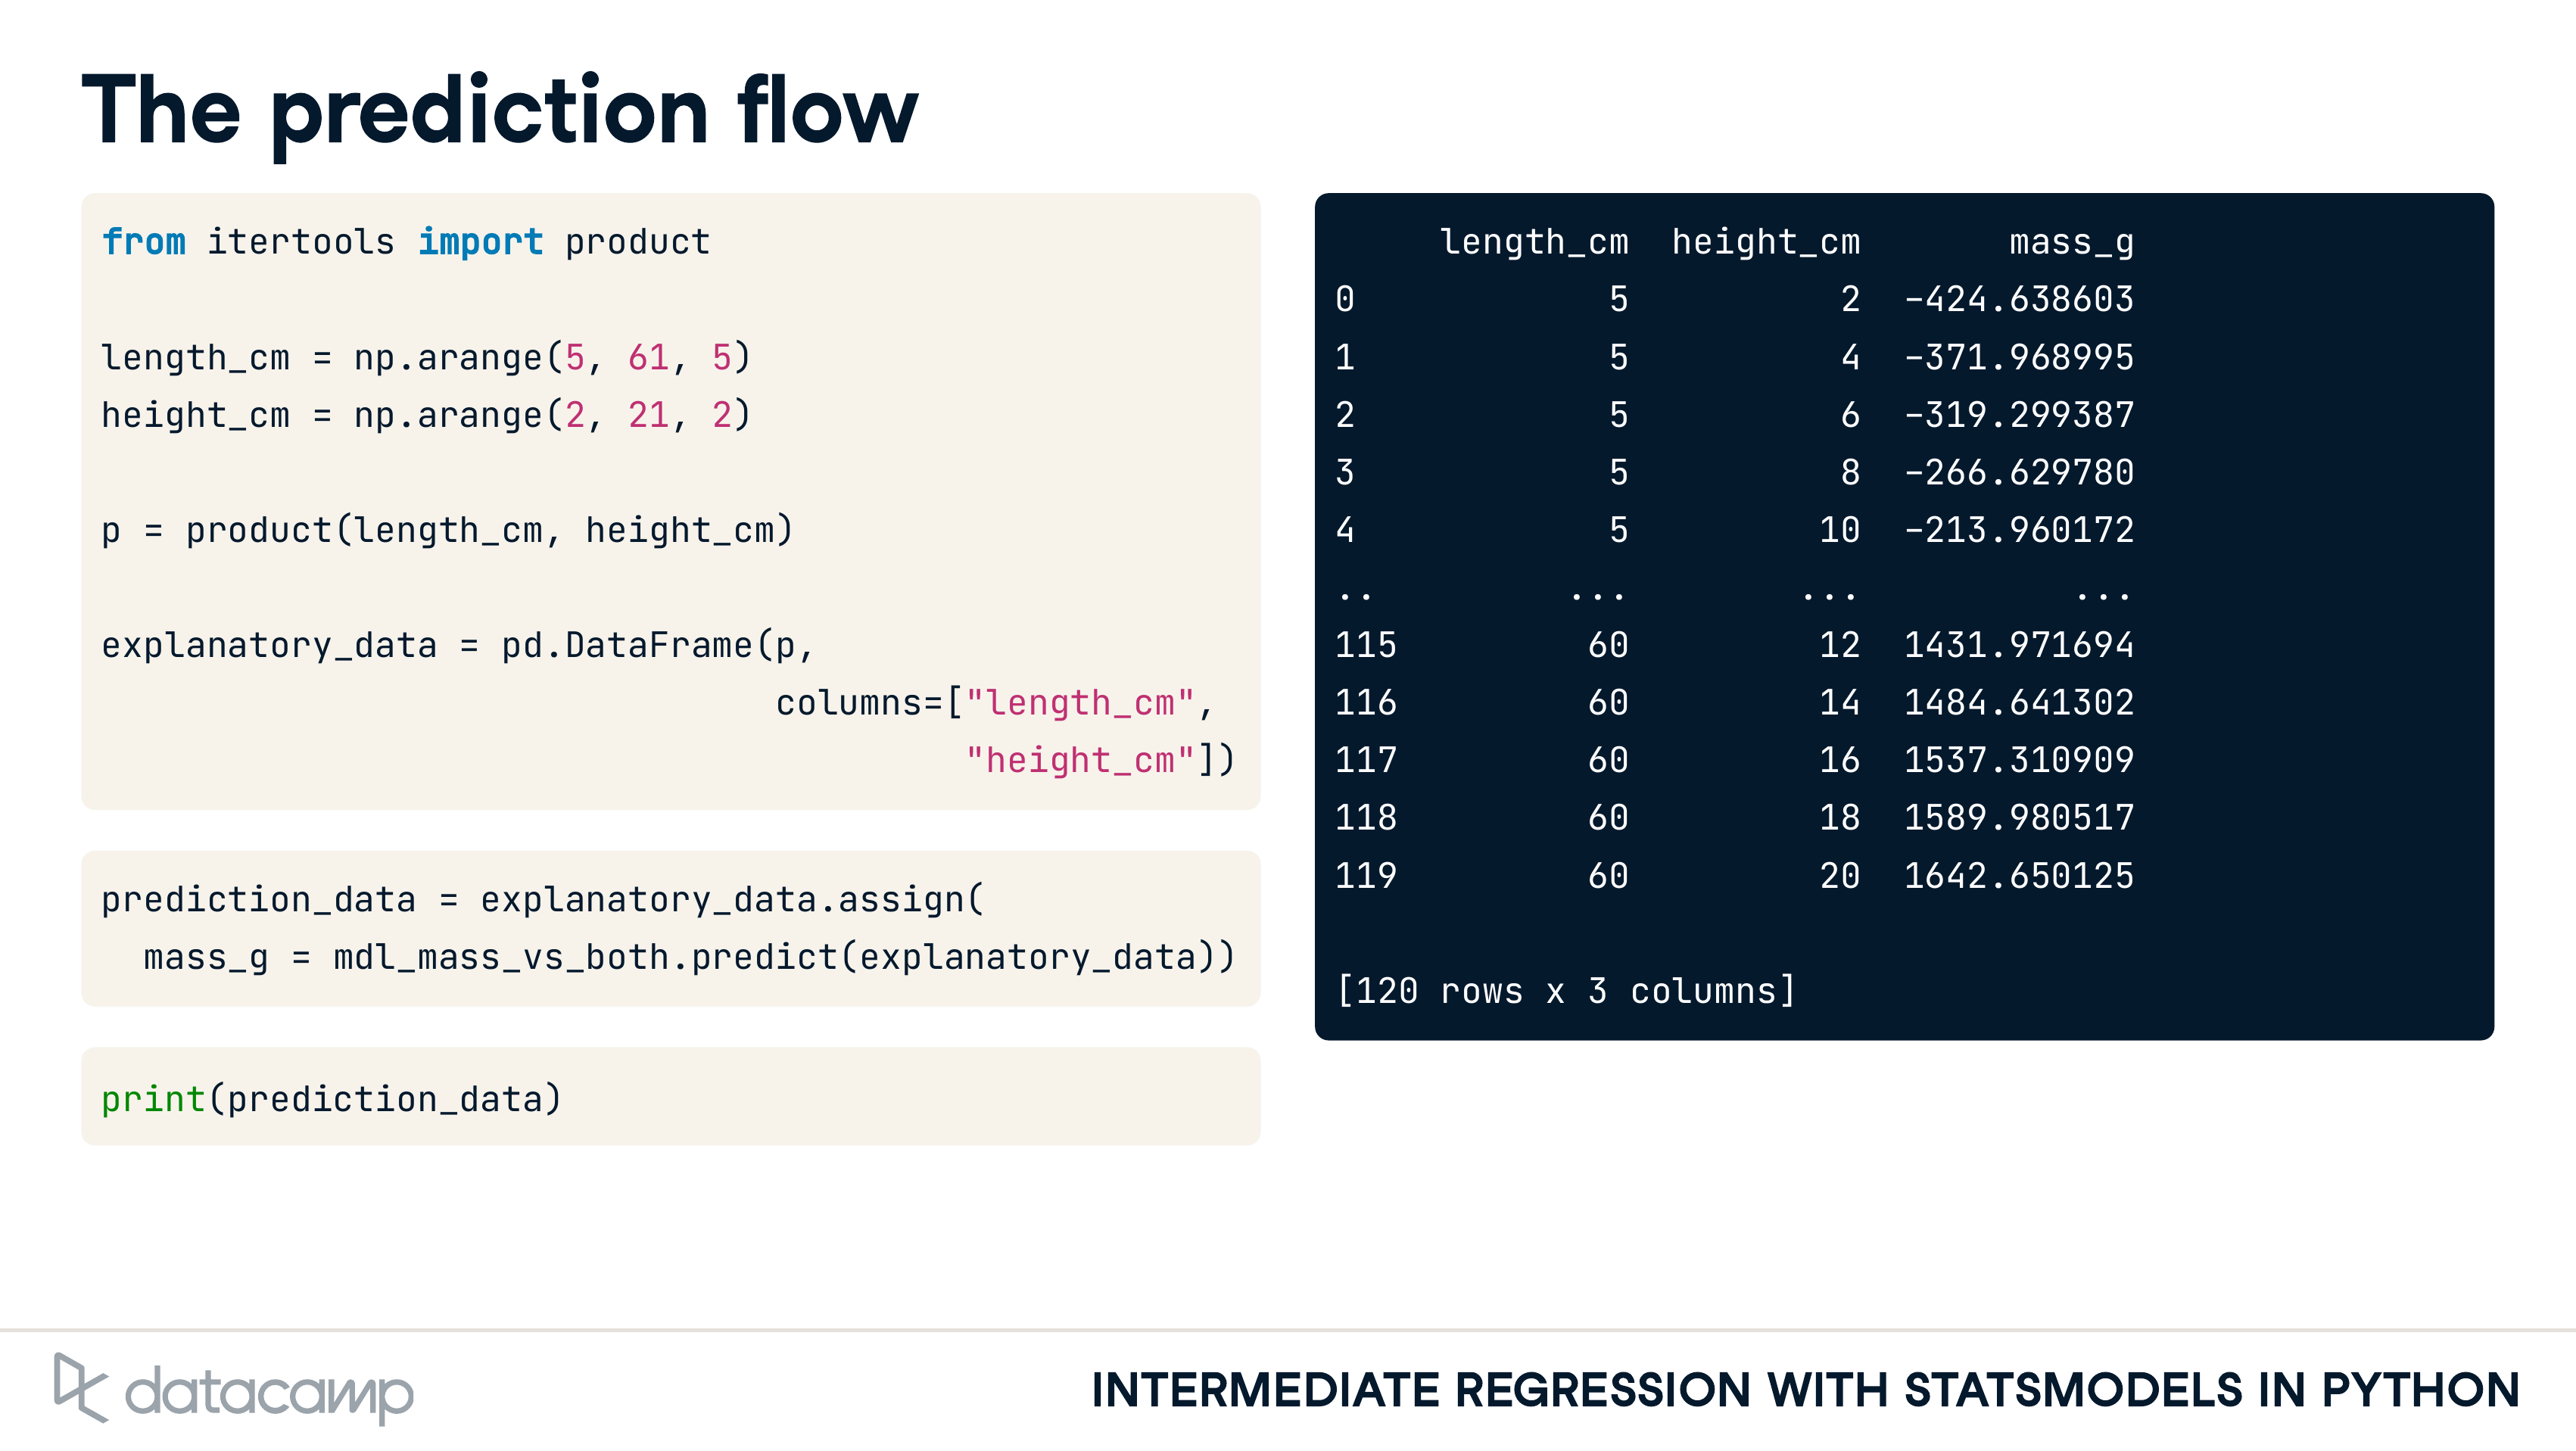 The prediction flow
from itertools import product
length_cm = np.arange(5, 61, 5)
height_cm = np.arange(2, 21, 2)
p = product(length_cm, height_cm)
explanatory_data = pd.DataFrame(p,
columns=["length_cm",
"height_cm"])
prediction_data = explanatory_data.assign(
mass_g = mdl_mass_vs_both.predict(explanatory_data))
print(prediction_data)
length_cm height_cm mass_g
0 5 2 -424.638603
1 5 4 -371.968995
2 5 6 -319.299387
3 5 8 -266.629780
4 5 10 -213.960172
.. ... ... ...
115 60 12 1431.971694
116 60 14 1484.641302
117 60 16 1537.310909
118 60 18 1589.980517
119 60 20 1642.650125
[120 rows x 3 columns]
datacamp
INTERMEDIATE REGRESSION WITH STATSMODELS IN PYTHON